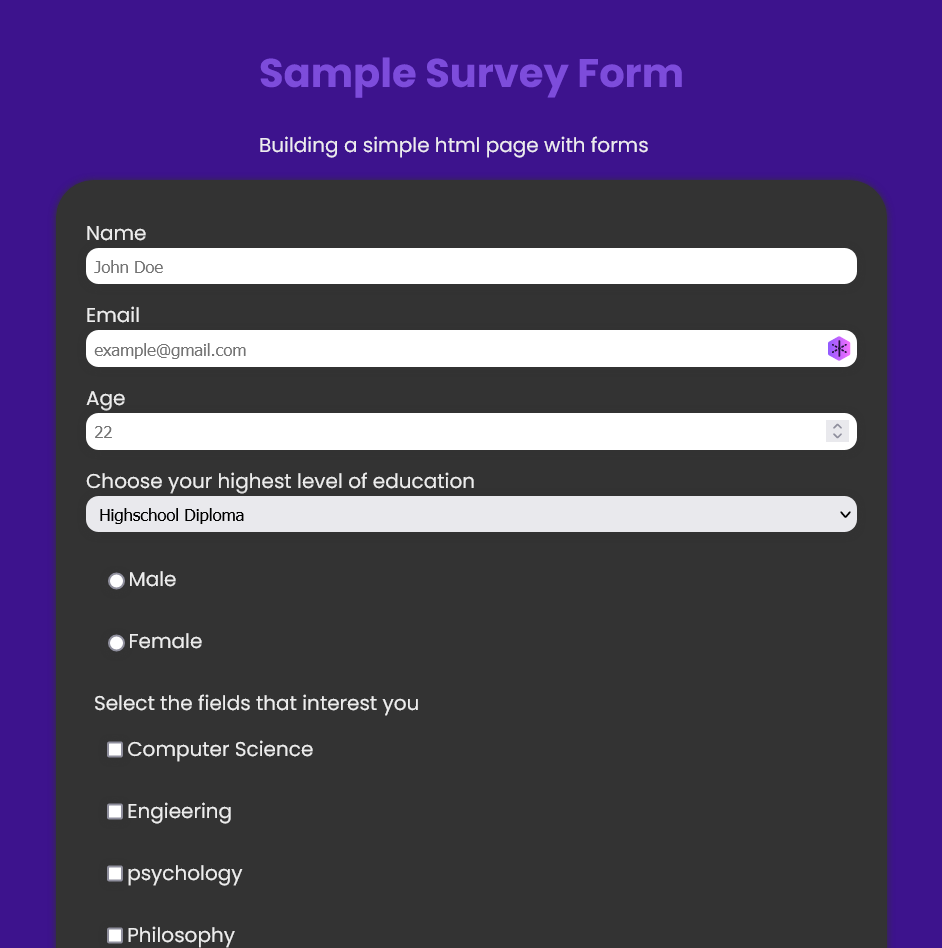 Sample Survey Form
Building a simple html page with forms
Name
John Doe
Email
example@gmail.com
Age
22
Choose your highest level of education
Highschool Diploma
Male
Female
Select the fields that interest you
Computer Science
Engieering
psychology
Philosophy